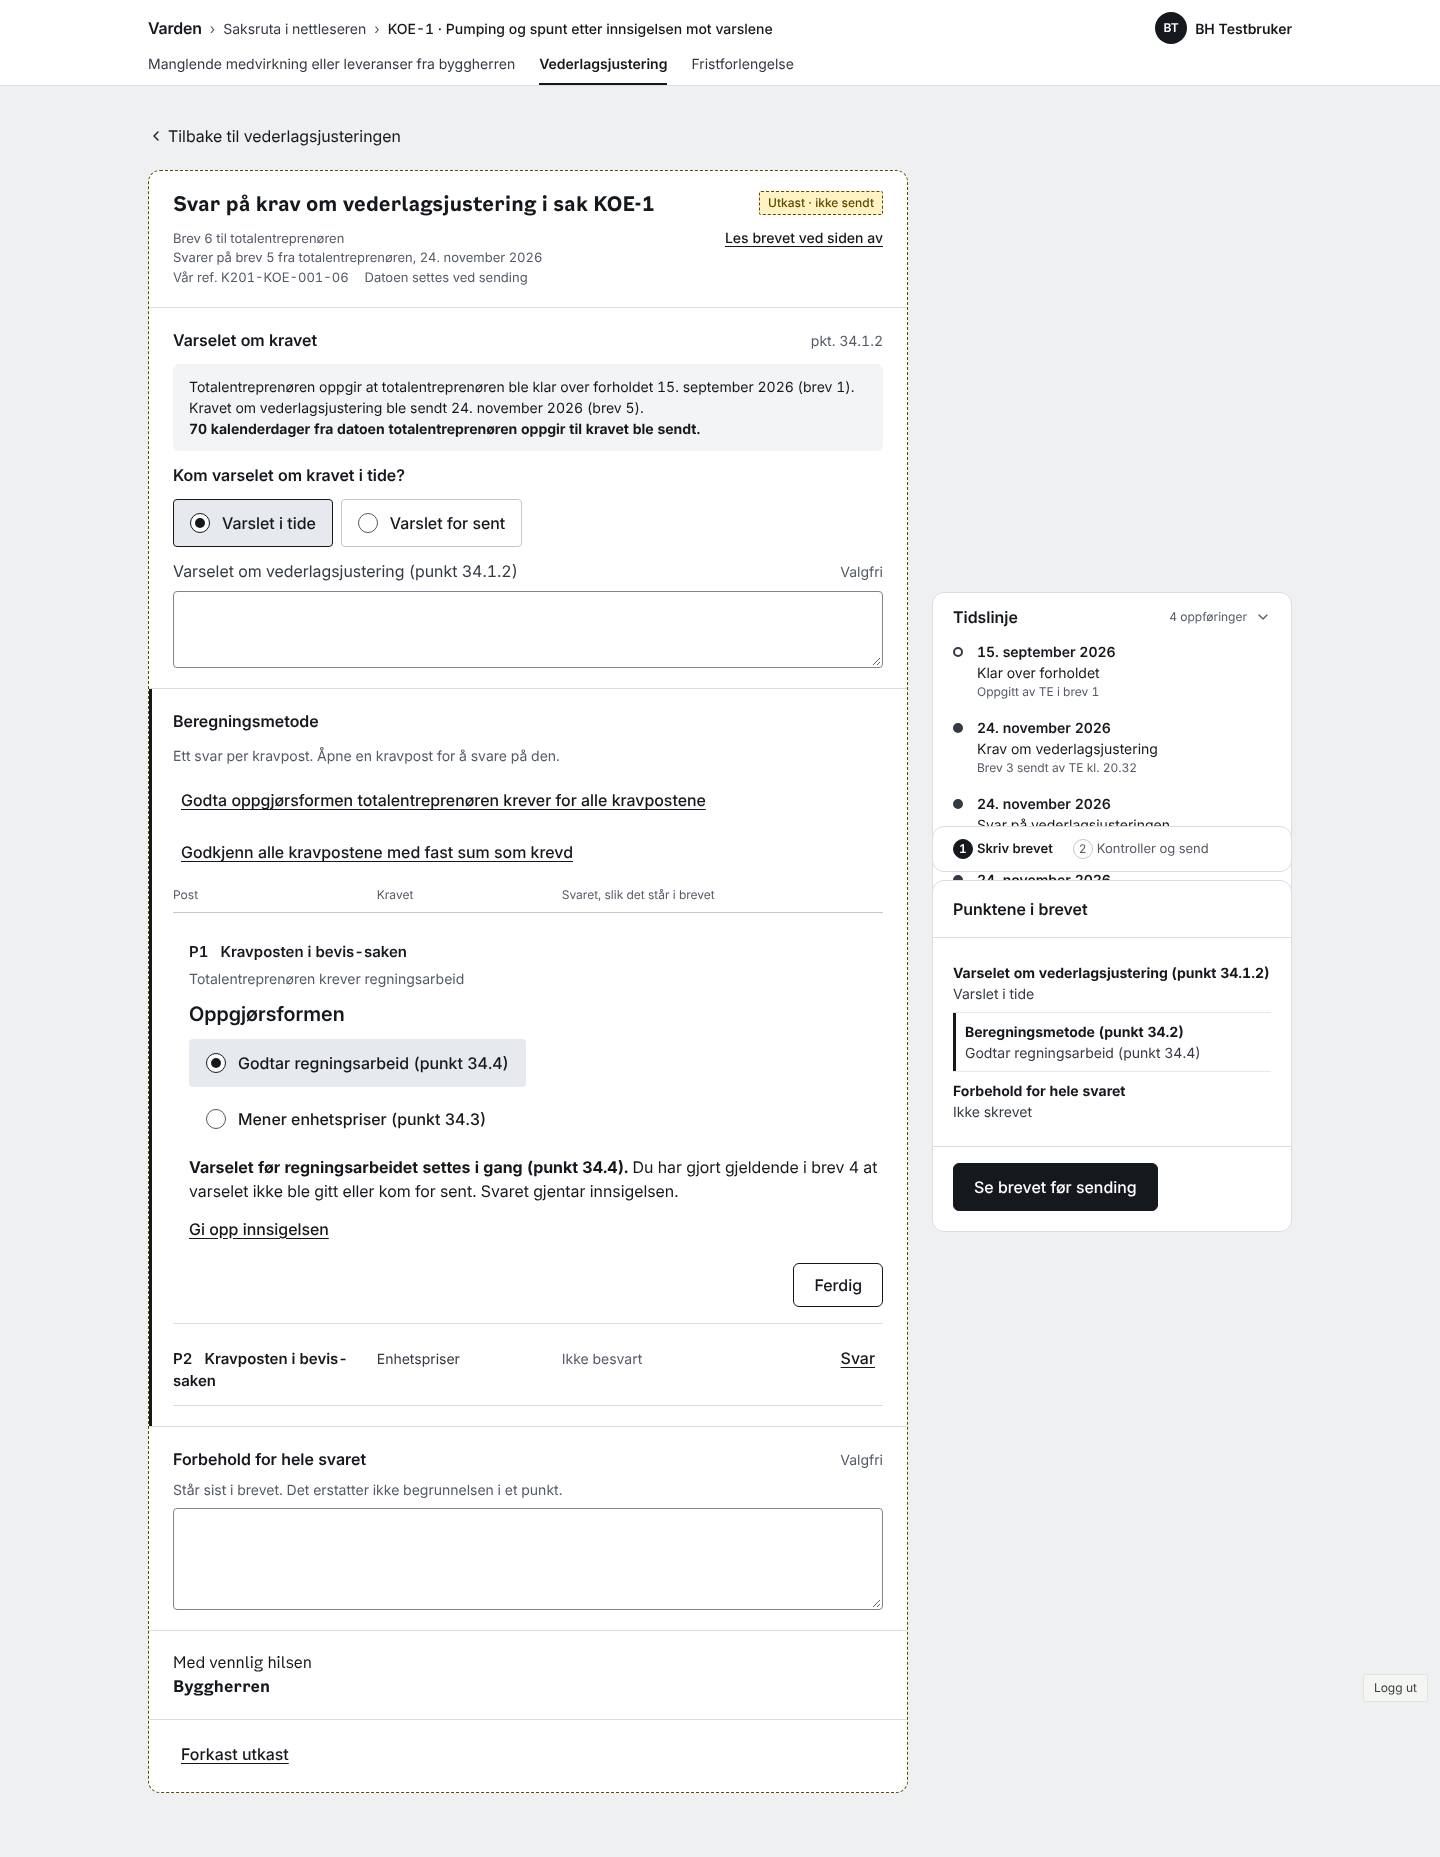 Varden › Saksruta i nettleseren › KOE-1 · Pumping og spunt etter innsigelsen mot varslene
BT BH Testbruker
Manglende medvirkning eller leveranser fra byggherren Vederlagsjustering Fristforlengelse
Tilbake til vederlagsjusteringen
Svar på krav om vederlagsjustering i sak KOE-1
Utkast · ikke sendt
Brev 6 til totalentreprenøren
Les brevet ved siden av
Svarer på brev 5 fra totalentreprenøren, 24. november 2026
Vår ref. K201-KOE-001-06 Datoen settes ved sending
Varselet om kravet
pkt. 34.1.2
Totalentreprenøren oppgir at totalentreprenøren ble klar over forholdet 15. september 2026 (brev 1).
Kravet om vederlagsjustering ble sendt 24. november 2026 (brev 5).
70 kalenderdager fra datoen totalentreprenøren oppgir til kravet ble sendt.
Kom varselet om kravet i tide?
Varslet i tide
Varslet for sent
Varselet om vederlagsjustering (punkt 34.1.2)
Valgfri
Beregningsmetode
Ett svar per kravpost. Åpne en kravpost for å svare på den.
Godta oppgjørsformen totalentreprenøren krever for alle kravpostene
Godkjenn alle kravpostene med fast sum som krevd
Post Kravet Svaret, slik det står i brevet
P1 Kravposten i bevis-saken
Totalentreprenøren krever regningsarbeid
Oppgjørsformen
Godtar regningsarbeid (punkt 34.4)
Mener enhetspriser (punkt 34.3)
Varselet før regningsarbeidet settes i gang (punkt 34.4). Du har gjort gjeldende i brev 4 at
varselet ikke ble gitt eller kom for sent. Svaret gjentar innsigelsen.
Gi opp innsigelsen
Ferdig
P2 Kravposten i bevis-
saken
Enhetspriser
Ikke besvart
Svar
Forbehold for hele svaret
Valgfri
Står sist i brevet. Det erstatter ikke begrunnelsen i et punkt.
Med vennlig hilsen
Byggherren
Forkast utkast
Tidslinje
4 oppføringer
15. september 2026
Klar over forholdet
Oppgitt av TE i brev 1
24. november 2026
Krav om vederlagsjustering
Brev 3 sendt av TE kl. 20.32
24. november 2026
Svar på vederlagsjusteringen
1 Skriv brevet 2 Kontroller og send
24. november 2026
Punktene i brevet
Varselet om vederlagsjustering (punkt 34.1.2)
Varslet i tide
Beregningsmetode (punkt 34.2)
Godtar regningsarbeid (punkt 34.4)
Forbehold for hele svaret
Ikke skrevet
Se brevet før sending
Logg ut